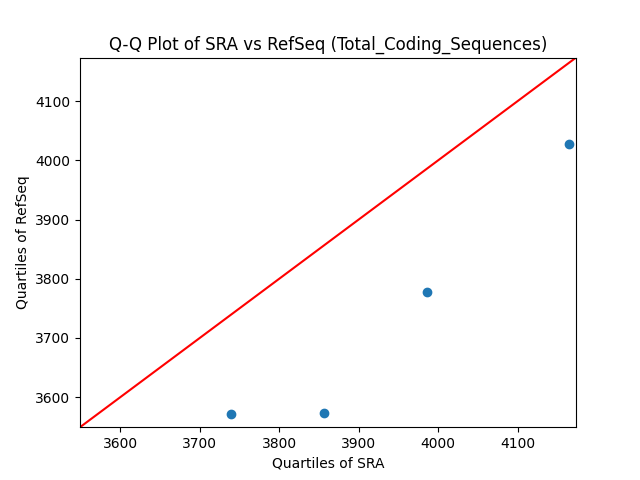 Q-Q Plot of SRA vs RefSeq (Total_Coding_Sequences)
4100
4000
3900
3800
3700
3600
Quartiles of RefSeq
3600 3700 3800 3900 4000 4100
Quartiles of SRA